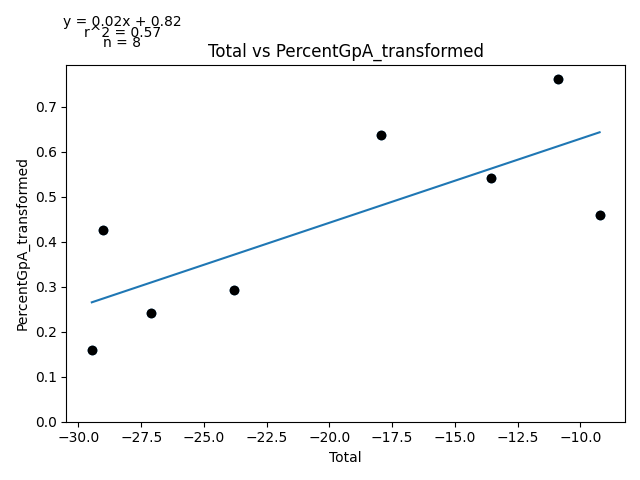 y = 0.02x + 0.82
r^2 = 0.57
n = 8
Total vs PercentGpA_transformed
PercentGpA_transformed
0.7
0.6
0.5
0.4
0.3
0.2
0.1
0.0
−30.0 −27.5 −25.0 −22.5 −20.0 −17.5 −15.0 −12.5 −10.0
Total